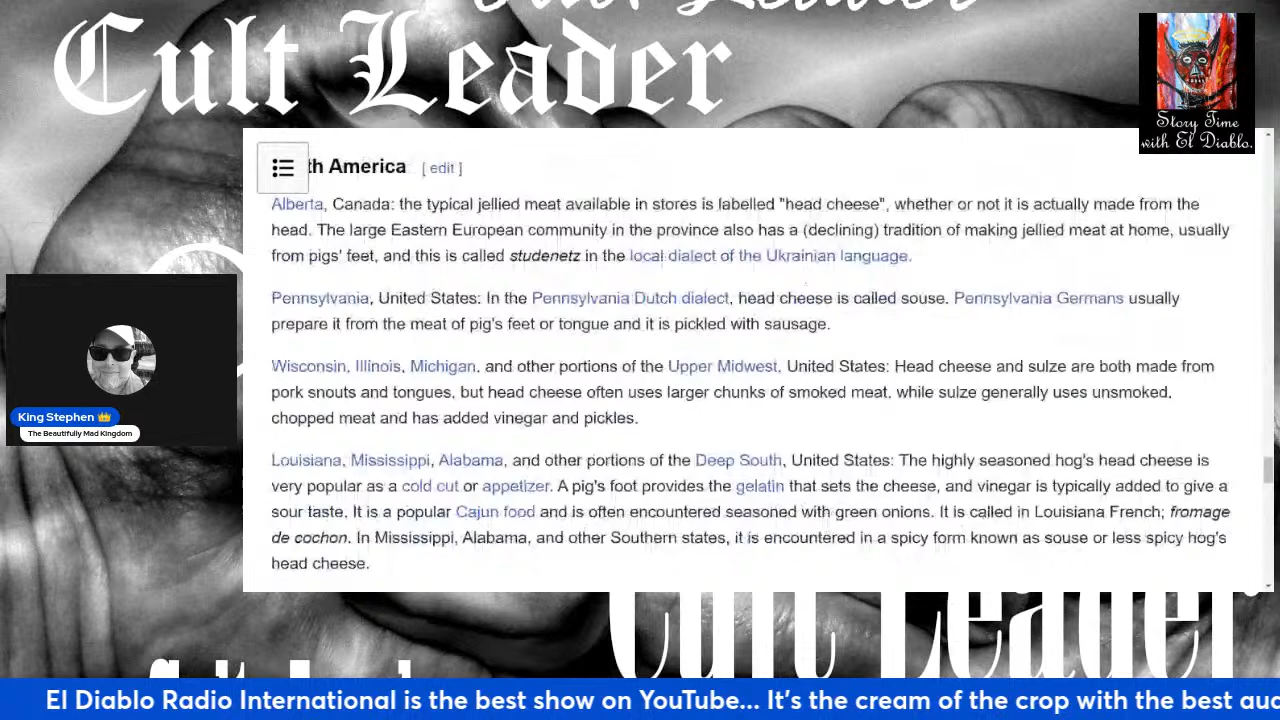 Cult Leader
Cult Leader
Story Time
with El Diablo.
th America [ edit ]
Alberta, Canada: the typical jellied meat available in stores is labelled "head cheese", whether or not it is actually made from the
head. The large Eastern European community in the province also has a (declining) tradition of making jellied meat at home, usually
from pigs' feet, and this is called studenetz in the local dialect of the Ukrainian language.
Pennsylvania, United States: In the Pennsylvania Dutch dialect, head cheese is called souse. Pennsylvania Germans usually
prepare it from the meat of pig's feet or tongue and it is pickled with sausage.
Wisconsin, Illinois, Michigan, and other portions of the Upper Midwest, United States: Head cheese and sulze are both made from
pork snouts and tongues, but head cheese often uses larger chunks of smoked meat, while sulze generally uses unsmoked,
chopped meat and has added vinegar and pickles.
Louisiana, Mississippi, Alabama, and other portions of the Deep South, United States: The highly seasoned hog's head cheese is
very popular as a cold cut or appetizer. A pig's foot provides the gelatin that sets the cheese, and vinegar is typically added to give a
sour taste. It is a popular Cajun food and is often encountered seasoned with green onions. It is called in Louisiana French; fromage
de cochon. In Mississippi, Alabama, and other Southern states, it is encountered in a spicy form known as souse or less spicy hog's
head cheese.
King Stephen 👑
The Beautifully Mad Kingdom
Cult Leader
El Diablo Radio International is the best show on YouTube... It's the cream of the crop with the best aud